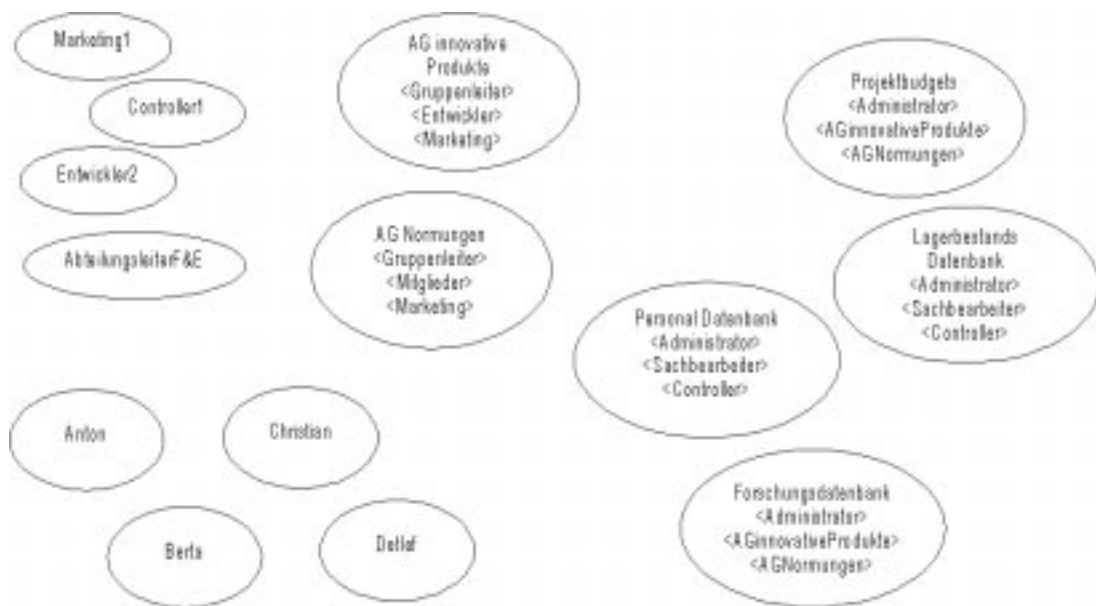 Marketing1
Controller1
Entwickler2
AbteilungsleiterF&E
AG innovative
Produkte
<Gruppenleiter>
<Entwickler>
<Marketing>
AG Normungen
<Gruppenleiter>
<Mitglieder>
<Marketing>
Projektbudgets
<Administrator>
<AGinnovativeProdukte>
<AGNormungen>
Lagerbestands
Datenbank
<Administrator>
<Sachbearbeiter>
<Controller>
Personal Datenbank
<Administrator>
<Sachbearbeiter>
<Controller>
Anton
Christian
Berta
Detlef
Forschungsdatenbank
<Administrator>
<AGinnovativeProdukte>
<AGNormungen>